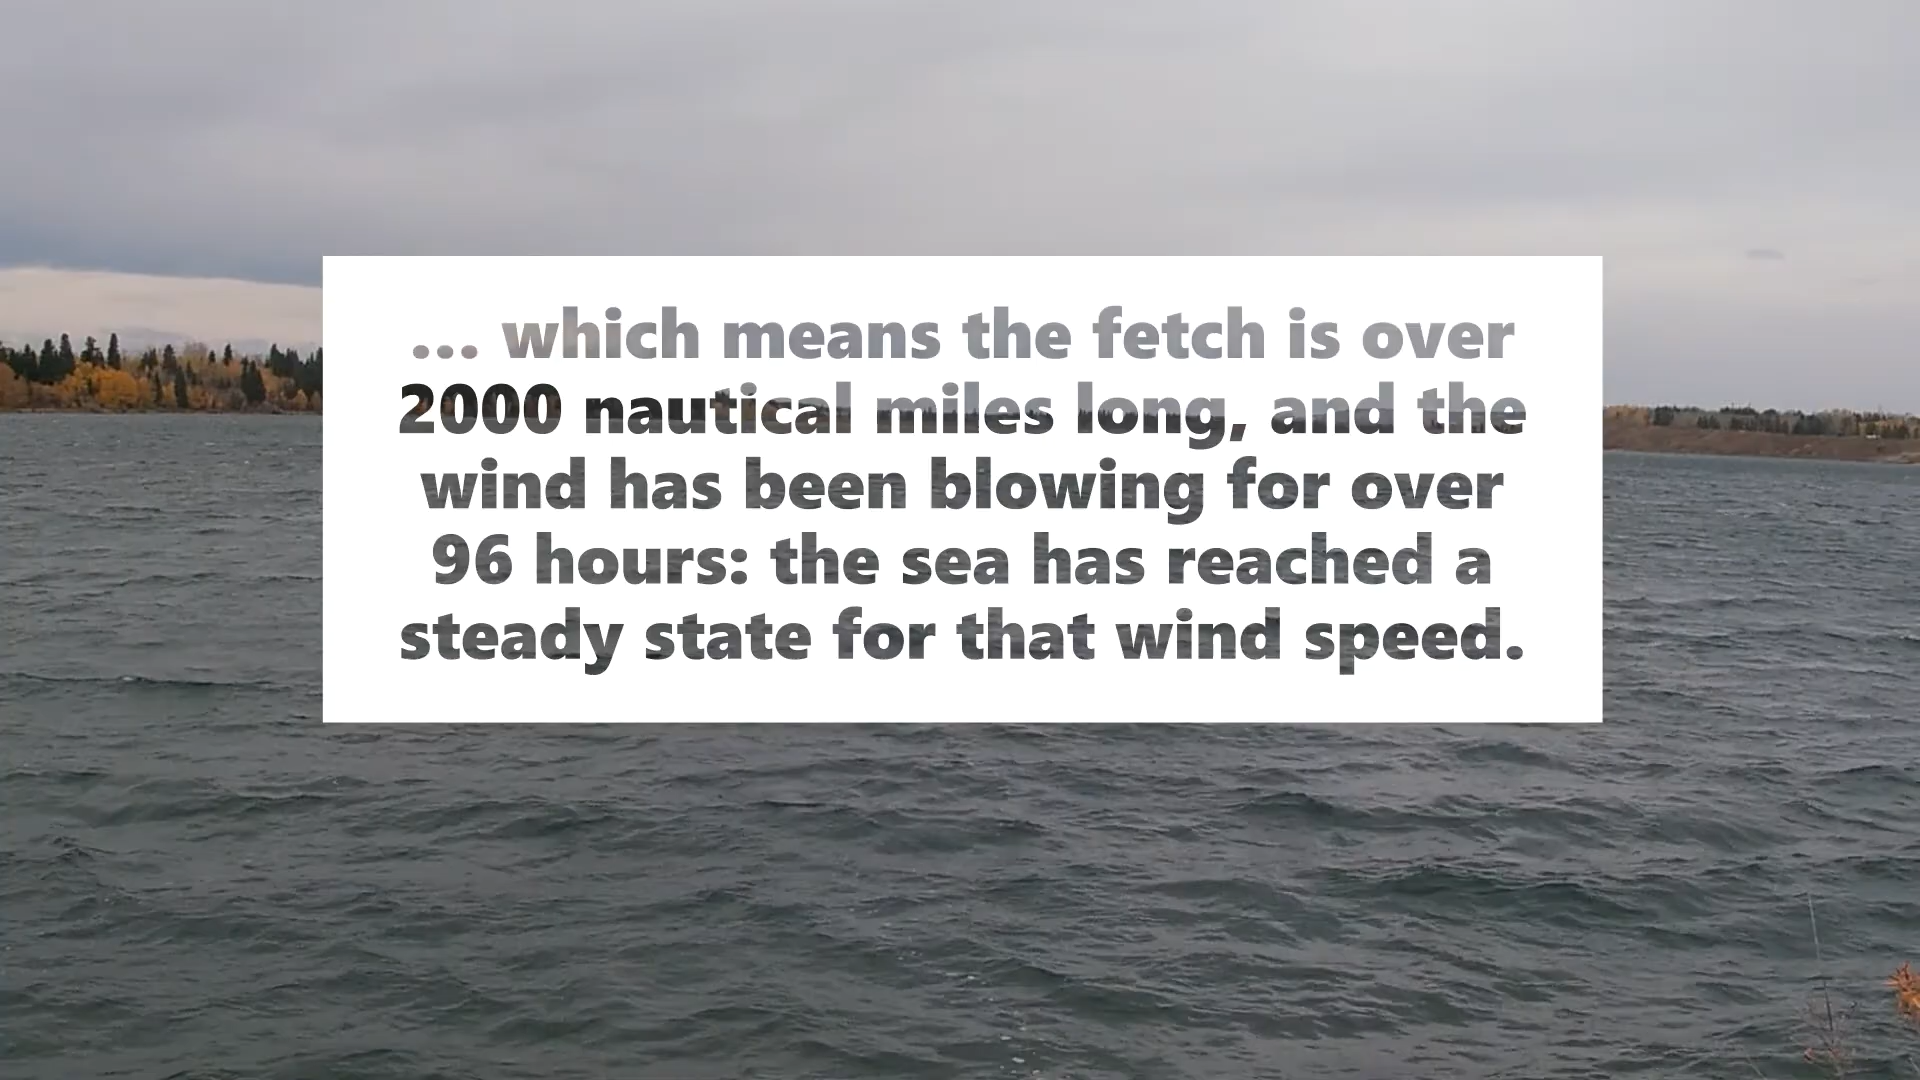 ... which means the fetch is over
2000 nautical miles long, and the
wind has been blowing for over
96 hours: the sea has reached a
steady state for that wind speed.